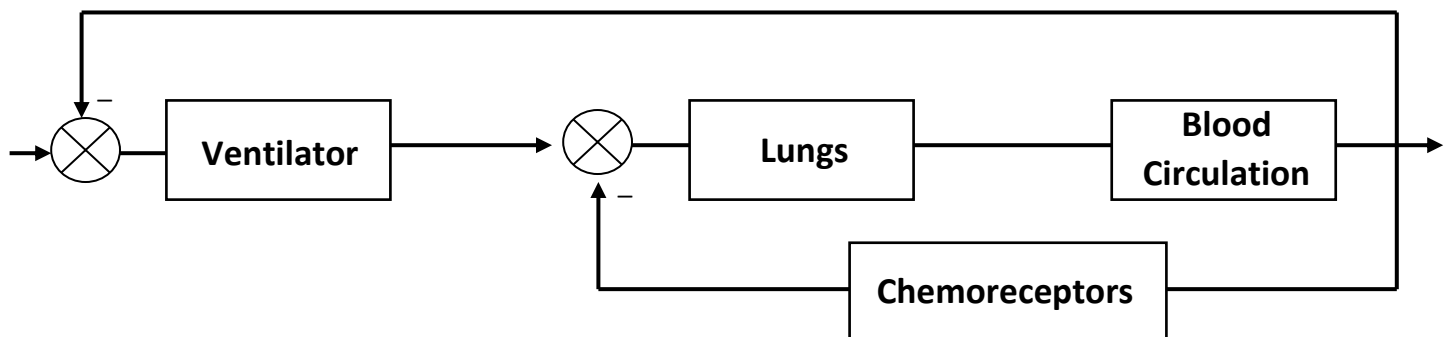 –
Ventilator
Lungs
Blood
Circulation
–
Chemoreceptors